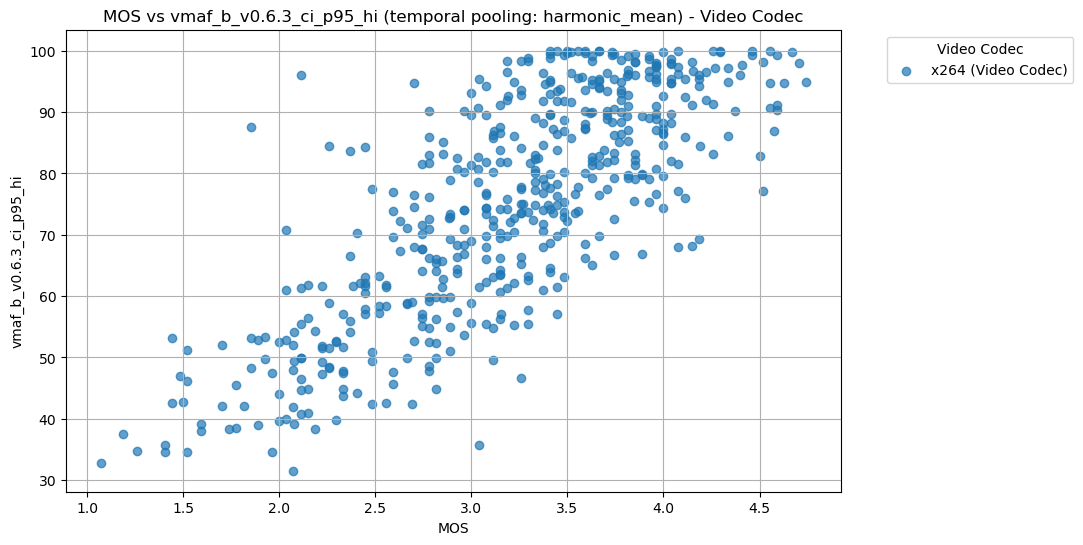 MOS vs vmaf_b_v0.6.3_ci_p95_hi (temporal pooling: harmonic_mean) - Video Codec
Video Codec
x264 (Video Codec)
vmaf_b_v0.6.3_ci_p95_hi
100
90
80
70
60
50
40
30
1.0 1.5 2.0 2.5 3.0 3.5 4.0 4.5
MOS